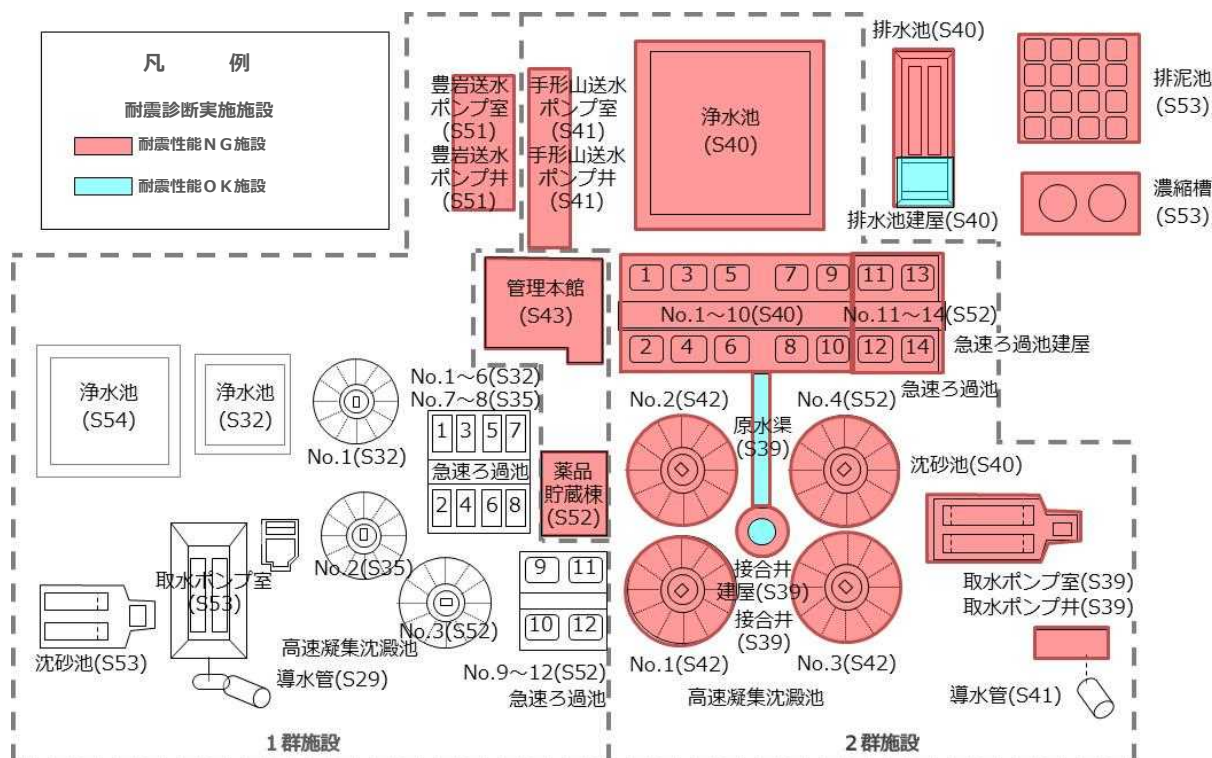 凡　例
耐震診断実施施設
耐震性能NG施設
耐震性能OK施設
豊岩送水
ポンプ室
(S51)
豊岩送水
ポンプ井
(S51)
手形山送水
ポンプ室
(S41)
手形山送水
ポンプ井
(S41)
浄水池
(S40)
排水池(S40)
排水池建屋(S40)
排泥池
(S53)
濃縮槽
(S53)
管理本館
(S43)
1 3 5 7 9 11 13
No.1～10(S40)
No.11～14(S52)
2 4 6 8 10 12 14
急速ろ過池建屋
急速ろ過池
浄水池
(S54)
浄水池
(S32)
No.1(S32)
No.1～6(S32)
No.7～8(S35)
1 3 5 7
急速ろ過池
2 4 6 8
薬品
貯蔵棟
(S52)
No.2(S42)
原水渠
(S39)
No.4(S52)
沈砂池(S40)
取水ポンプ室
(S53)
No.2(S35)
No.3(S52)
9 11
10 12
沈砂池(S53)
高速凝集沈澱池
導水管(S29)
No.9～12(S52)
急速ろ過池
接合井
建屋(S39)
接合井
(S39)
No.1(S42)
No.3(S42)
高速凝集沈澱池
取水ポンプ室(S39)
取水ポンプ井(S39)
導水管(S41)
1群施設
2群施設